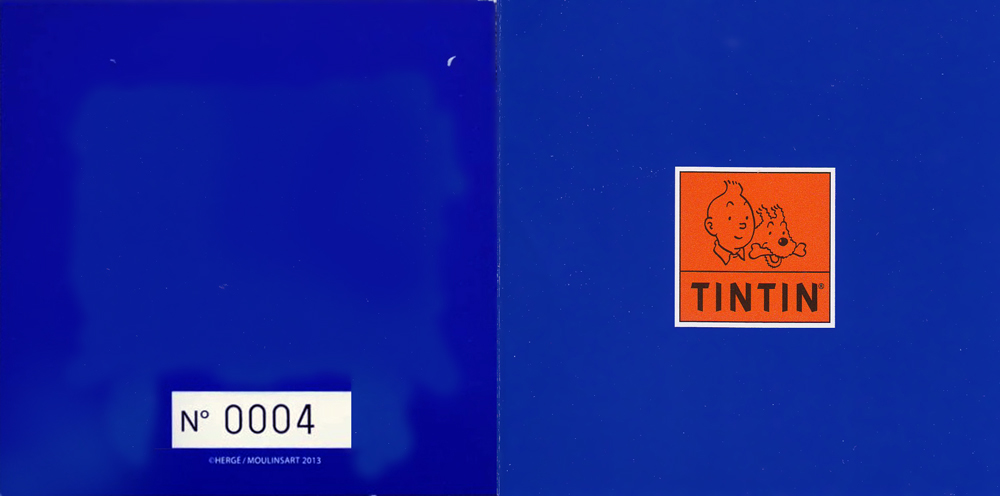 N° 0004
©HERGÉ / MOULINSART 2013
TINTIN®